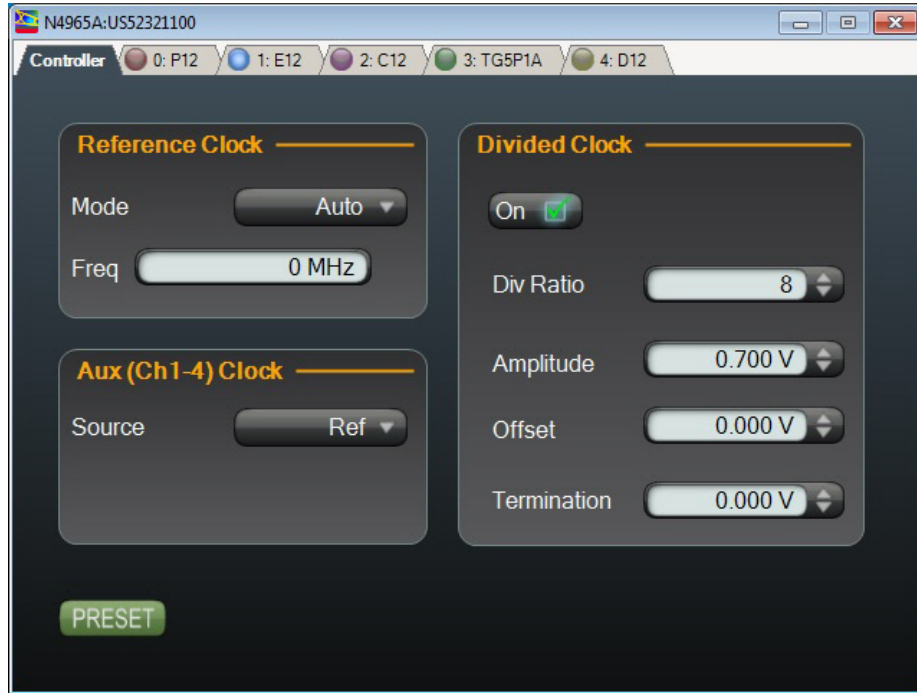 N4965A:US52321100
Controller 0: P12 1: E12 2: C12 3: TG5P1A 4: D12
Reference Clock
Mode Auto
Freq 0 MHz
Aux (Ch1-4) Clock
Source Ref
Divided Clock
On
Div Ratio 8
Amplitude 0.700 V
Offset 0.000 V
Termination 0.000 V
PRESET